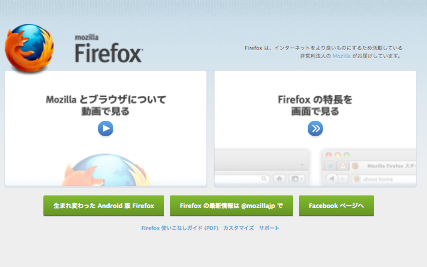 mozilla
Firefox
Firefox は、インターネットをより良いものにするため活動している
非営利法人の Mozilla がお届けしています。
Mozilla とブラウザについて
動画で見る
Firefox の特長を
画面で見る
Mozilla Firefox スタ
生まれ変わった Android 版 Firefox
Firefox の最新情報は @mozillajp で
Facebook ページへ
Firefox 使いこなしガイド (PDF) カスタマイズ サポート